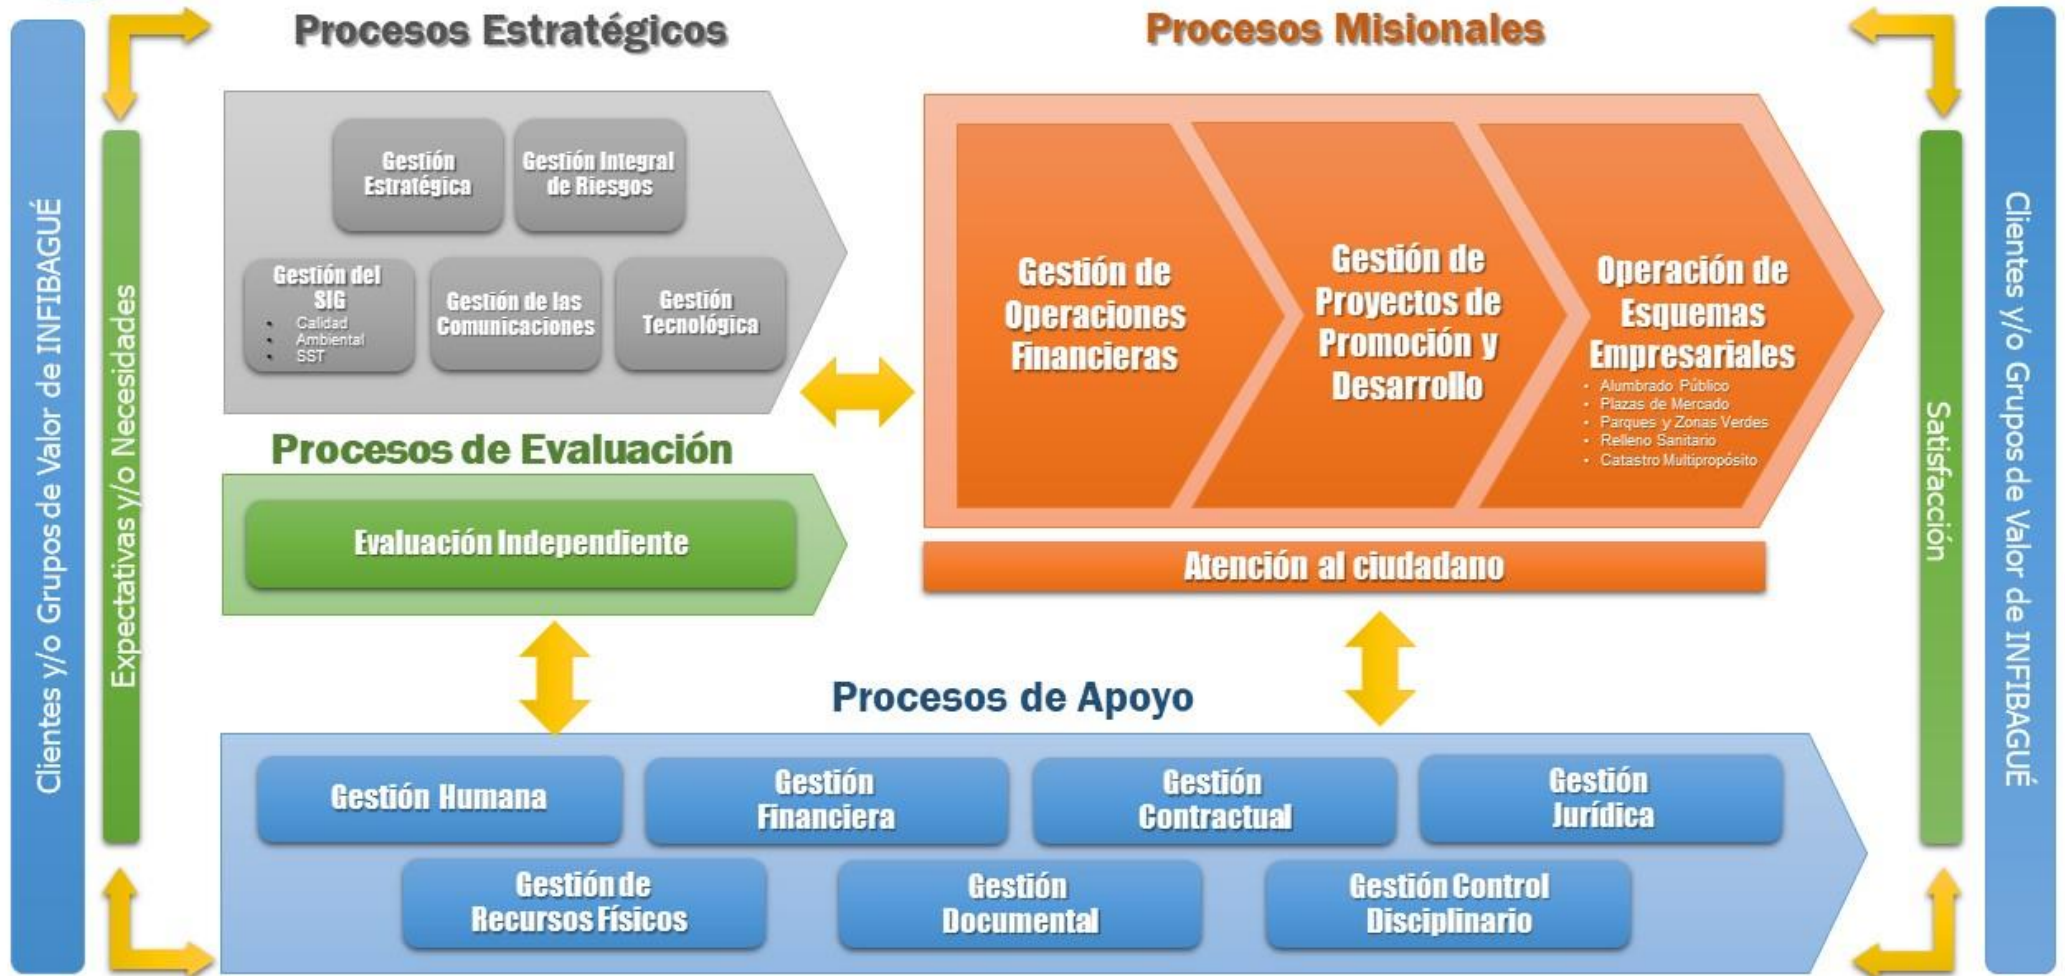 Clientes y/o Grupos de Valor de INFIBAGUÉ
Expectativas y/o Necesidades
Procesos Estratégicos
Gestión
Estratégica
Gestión Integral
de Riesgos
Gestión del
SIG
• Calidad
• Ambiental
• SST
Gestión de las
Comunicaciones
Gestión
Tecnológica
Procesos de Evaluación
Evaluación Independiente
Procesos Misionales
Gestión de
Operaciones
Financieras
Gestión de
Proyectos de
Promoción y
Desarrollo
Operación de
Esquemas
Empresariales
• Alumbrado Público
• Plazas de Mercado
• Parques y Zonas Verdes
• Relleno Sanitario
• Catastro Multipropósito
Atención al ciudadano
Procesos de Apoyo
Gestión Humana
Gestión
Financiera
Gestión
Contractual
Gestión
Jurídica
Gestión de
Recursos Físicos
Gestión
Documental
Gestión Control
Disciplinario
Satisfacción
Clientes y/o Grupos de Valor de INFIBAGUÉ